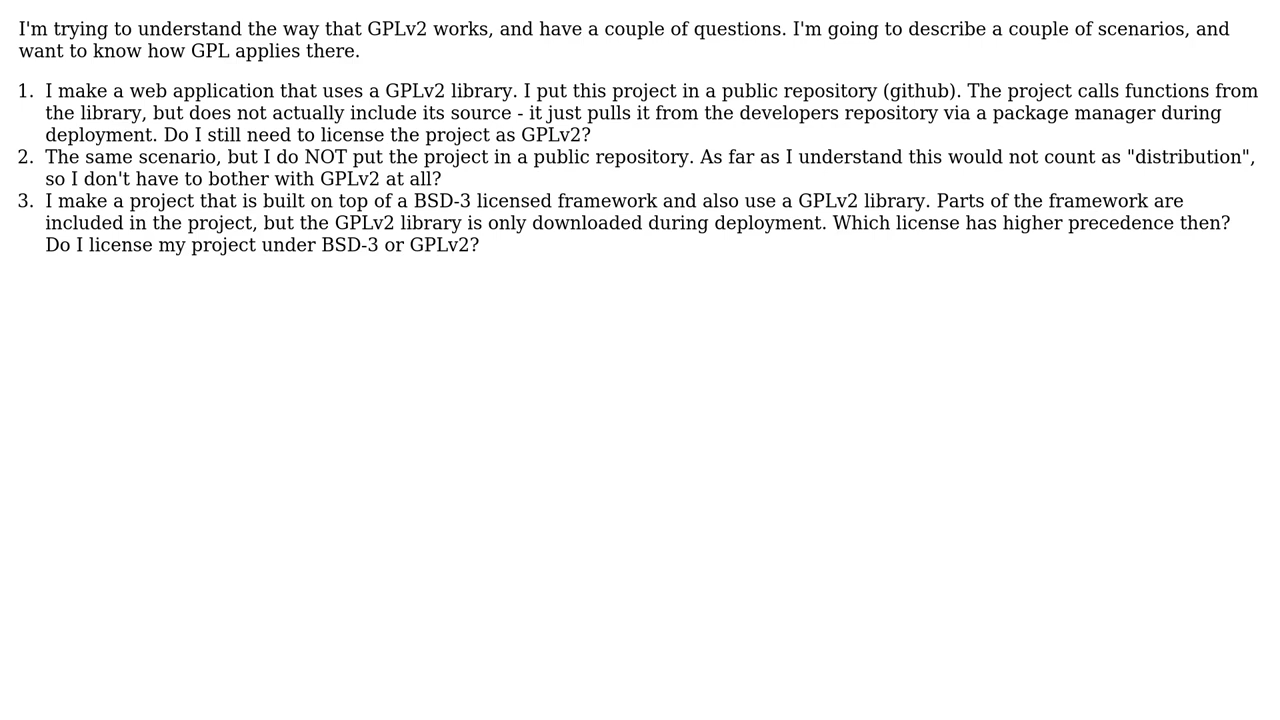 I'm trying to understand the way that GPLv2 works, and have a couple of questions. I'm going to describe a couple of scenarios, and
want to know how GPL applies there.
1. I make a web application that uses a GPLv2 library. I put this project in a public repository (github). The project calls functions from
the library, but does not actually include its source - it just pulls it from the developers repository via a package manager during
deployment. Do I still need to license the project as GPLv2?
2. The same scenario, but I do NOT put the project in a public repository. As far as I understand this would not count as "distribution",
so I don't have to bother with GPLv2 at all?
3. I make a project that is built on top of a BSD-3 licensed framework and also use a GPLv2 library. Parts of the framework are
included in the project, but the GPLv2 library is only downloaded during deployment. Which license has higher precedence then?
Do I license my project under BSD-3 or GPLv2?